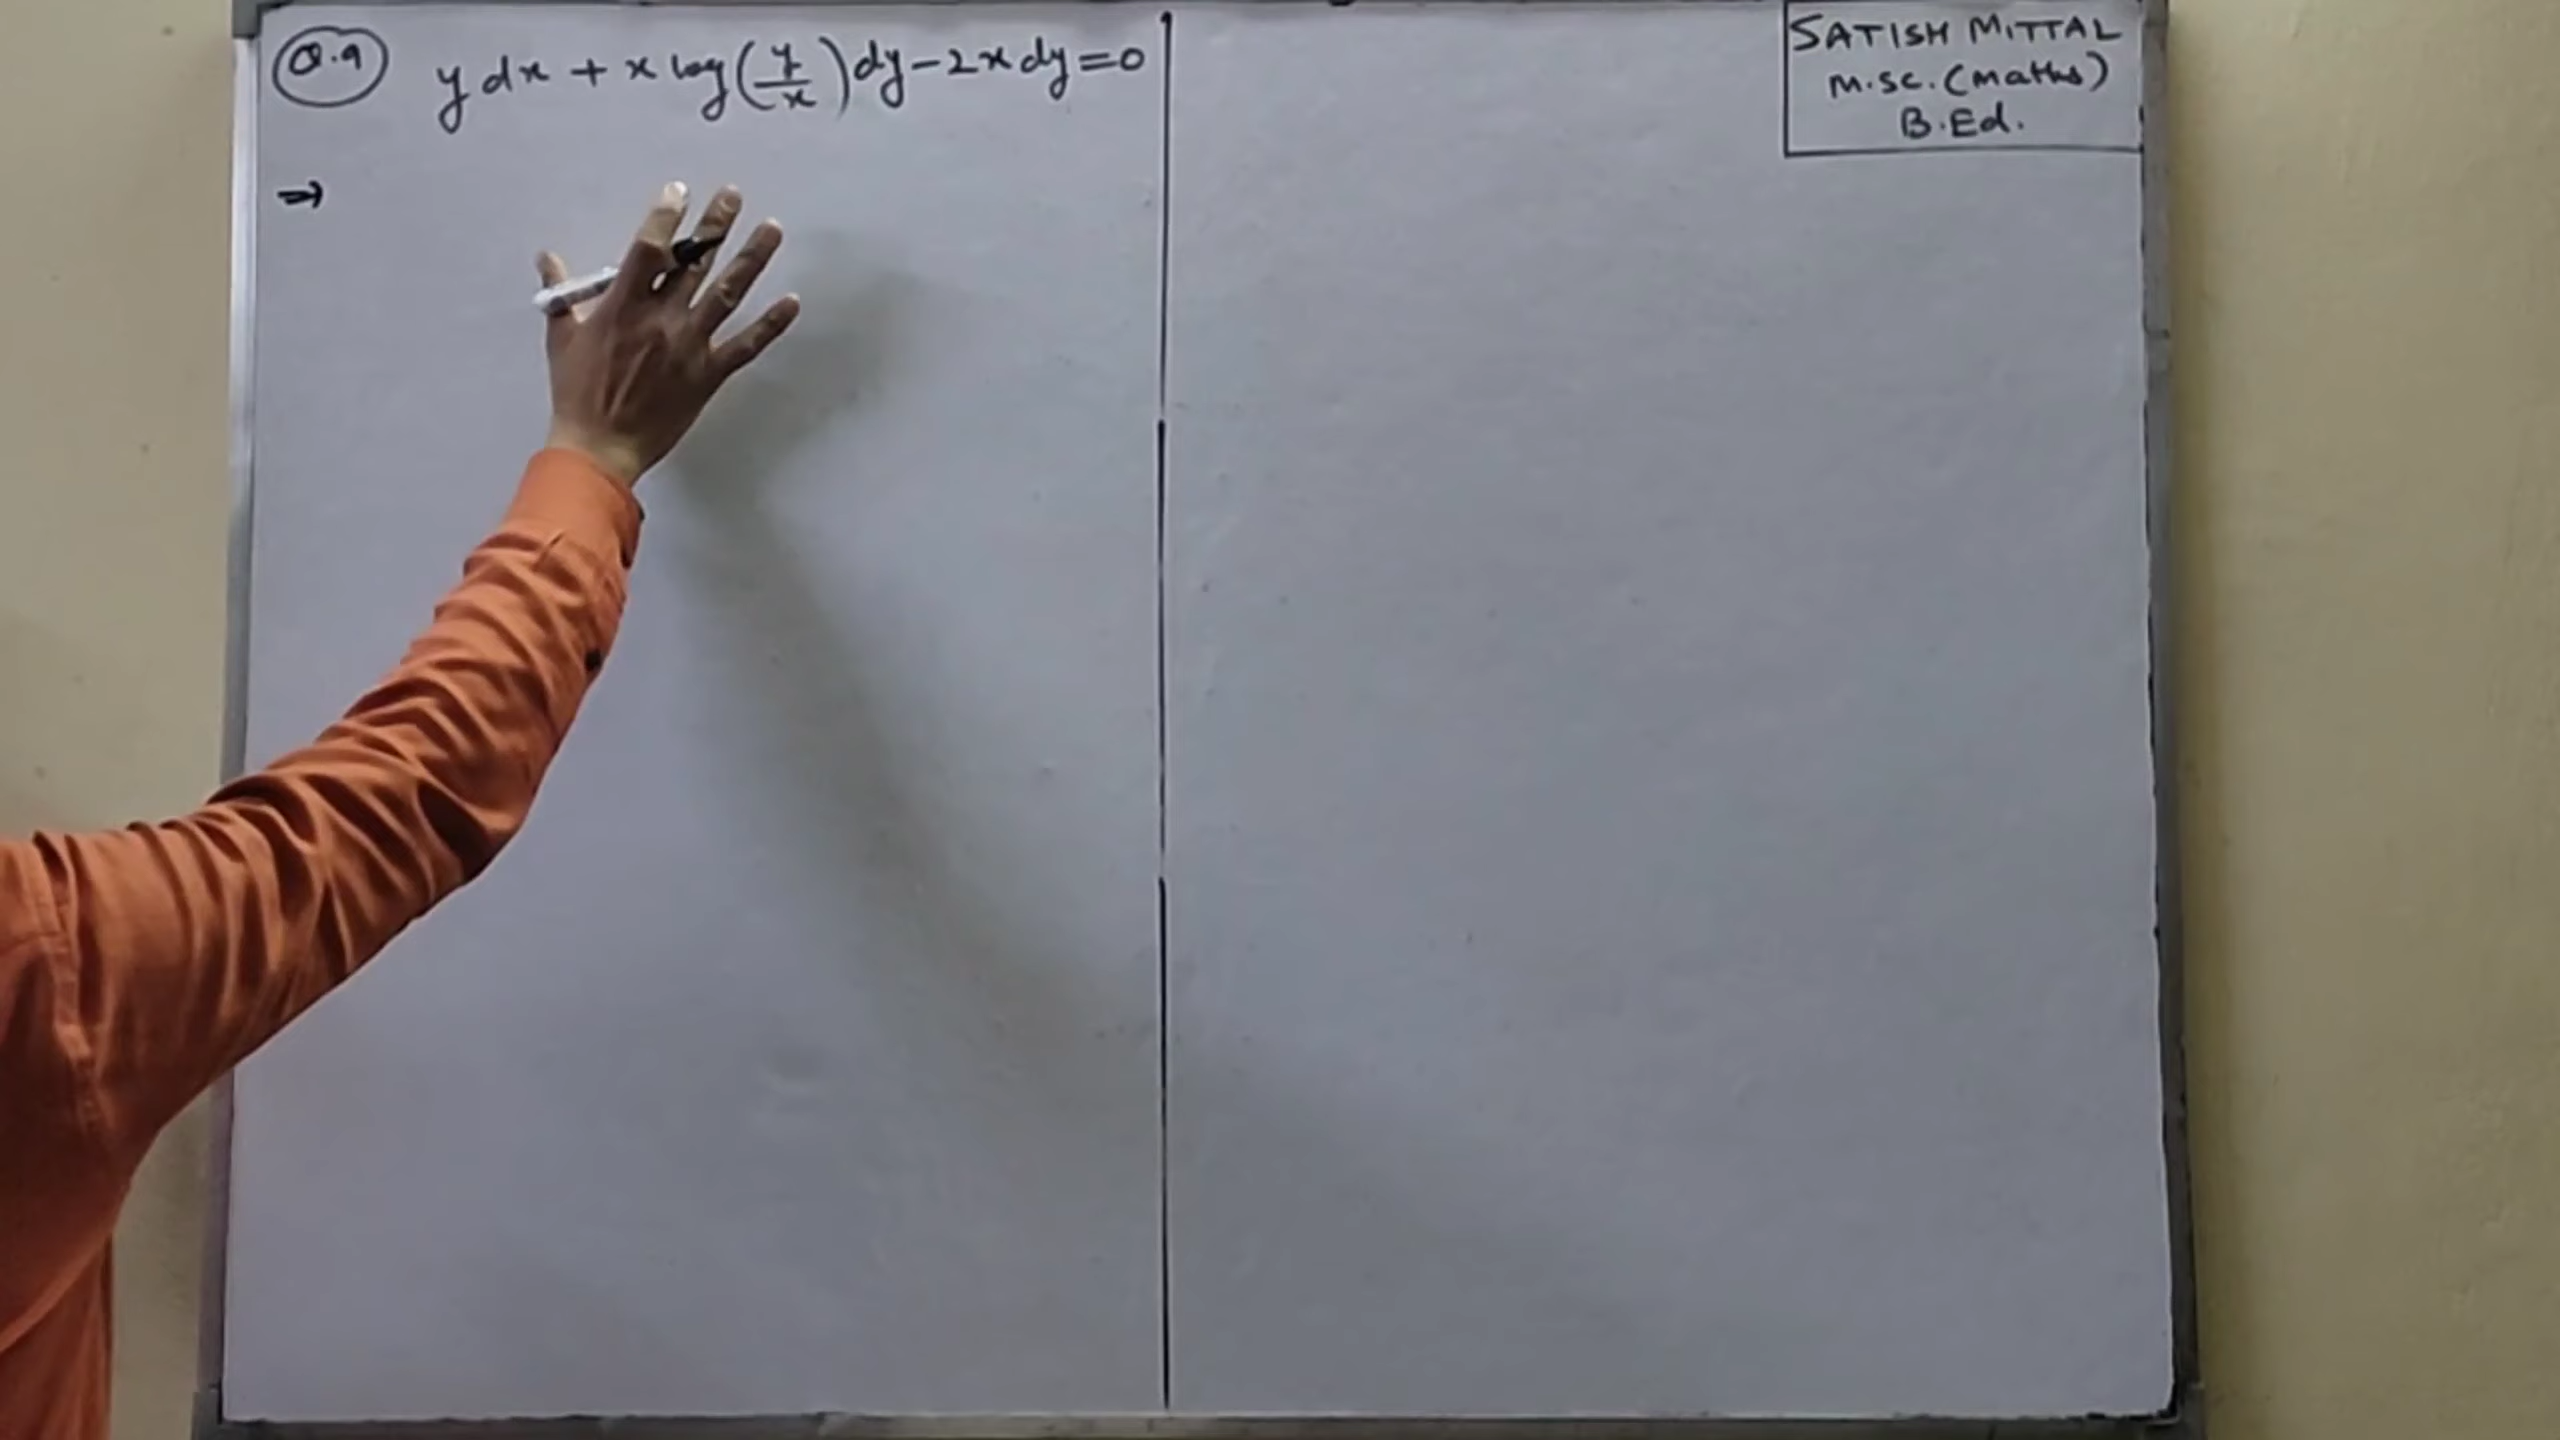 Q.9 y dx + x log(y/x) dy - 2x dy = 0
⇒
SATISH MITTAL
M.Sc. (Maths)
B.Ed.